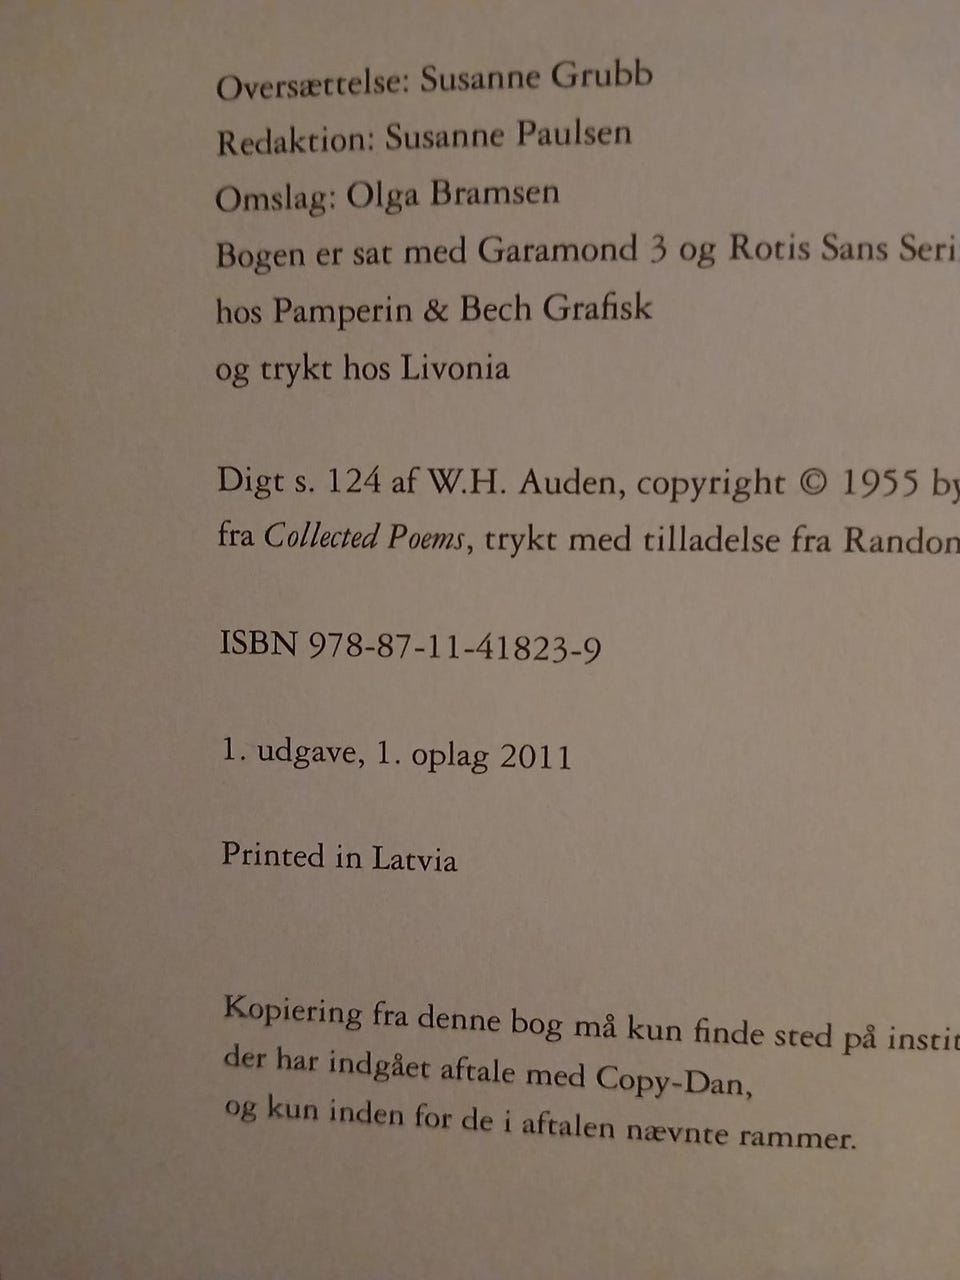 Oversættelse: Susanne Grubb
Redaktion: Susanne Paulsen
Omslag: Olga Bramsen
Bogen er sat med Garamond 3 og Rotis Sans Seri
hos Pamperin & Bech Grafisk
og trykt hos Livonia
Digt s. 124 af W.H. Auden, copyright © 1955 by
fra Collected Poems, trykt med tilladelse fra Random
ISBN 978-87-11-41823-9
1. udgave, 1. oplag 2011
Printed in Latvia
Kopiering fra denne bog må kun finde sted på instit
der har indgået aftale med Copy-Dan,
og kun inden for de i aftalen nævnte rammer.